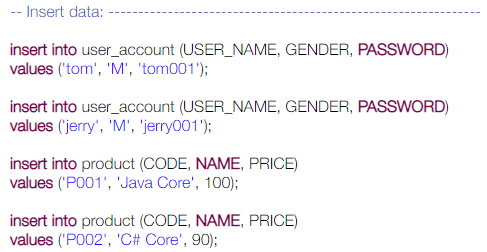 -- Insert data: ---------------------------------------------------------------
insert into user_account (USER_NAME, GENDER, PASSWORD)
values ('tom', 'M', 'tom001');
insert into user_account (USER_NAME, GENDER, PASSWORD)
values ('jerry', 'M', 'jerry001');
insert into product (CODE, NAME, PRICE)
values ('P001', 'Java Core', 100);
insert into product (CODE, NAME, PRICE)
values ('P002', 'C# Core', 90);